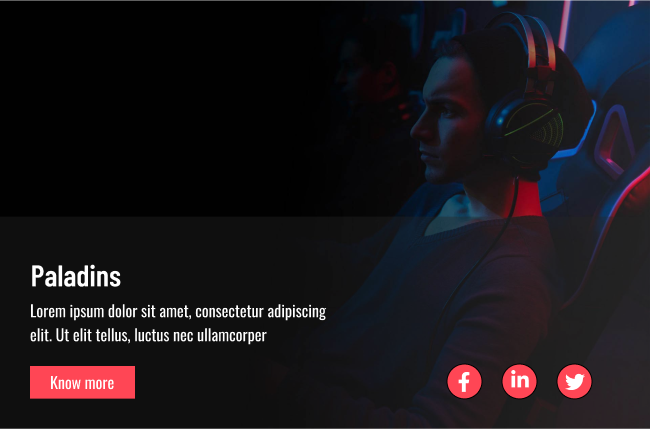 Paladins
Lorem ipsum dolor sit amet, consectetur adipiscing
elit. Ut elit tellus, luctus nec ullamcorper
Know more